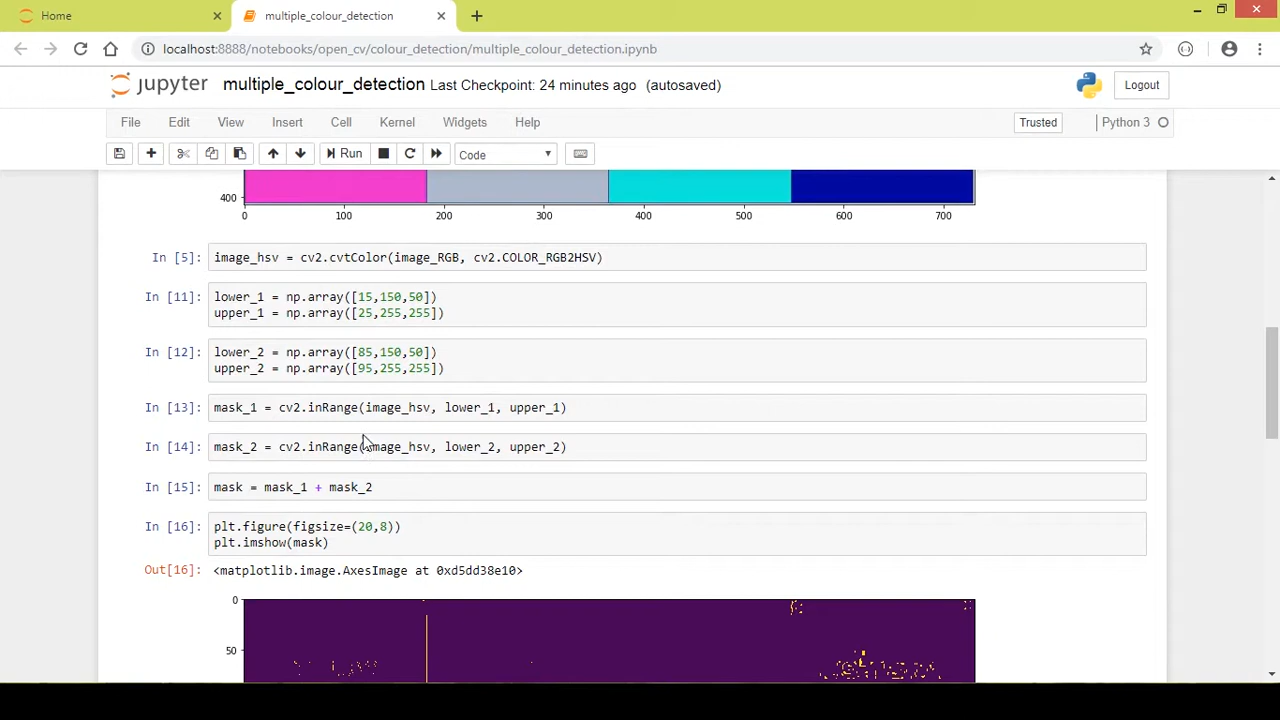 Home
multiple_colour_detection
localhost:8888/notebooks/open_cv/colour_detection/multiple_colour_detection.ipynb
jupyter multiple_colour_detection Last Checkpoint: 24 minutes ago (autosaved)
Logout
File Edit View Insert Cell Kernel Widgets Help
Trusted
Python 3
Run
Code
400
0 100 200 300 400 500 600 700
In [5]: image_hsv = cv2.cvtColor(image_RGB, cv2.COLOR_RGB2HSV)
In [11]: lower_1 = np.array([15,150,50])
upper_1 = np.array([25,255,255])
In [12]: lower_2 = np.array([85,150,50])
upper_2 = np.array([95,255,255])
In [13]: mask_1 = cv2.inRange(image_hsv, lower_1, upper_1)
In [14]: mask_2 = cv2.inRange(image_hsv, lower_2, upper_2)
In [15]: mask = mask_1 + mask_2
In [16]: plt.figure(figsize=(20,8))
plt.imshow(mask)
Out[16]: <matplotlib.image.AxesImage at 0xd5dd38e10>
0
50